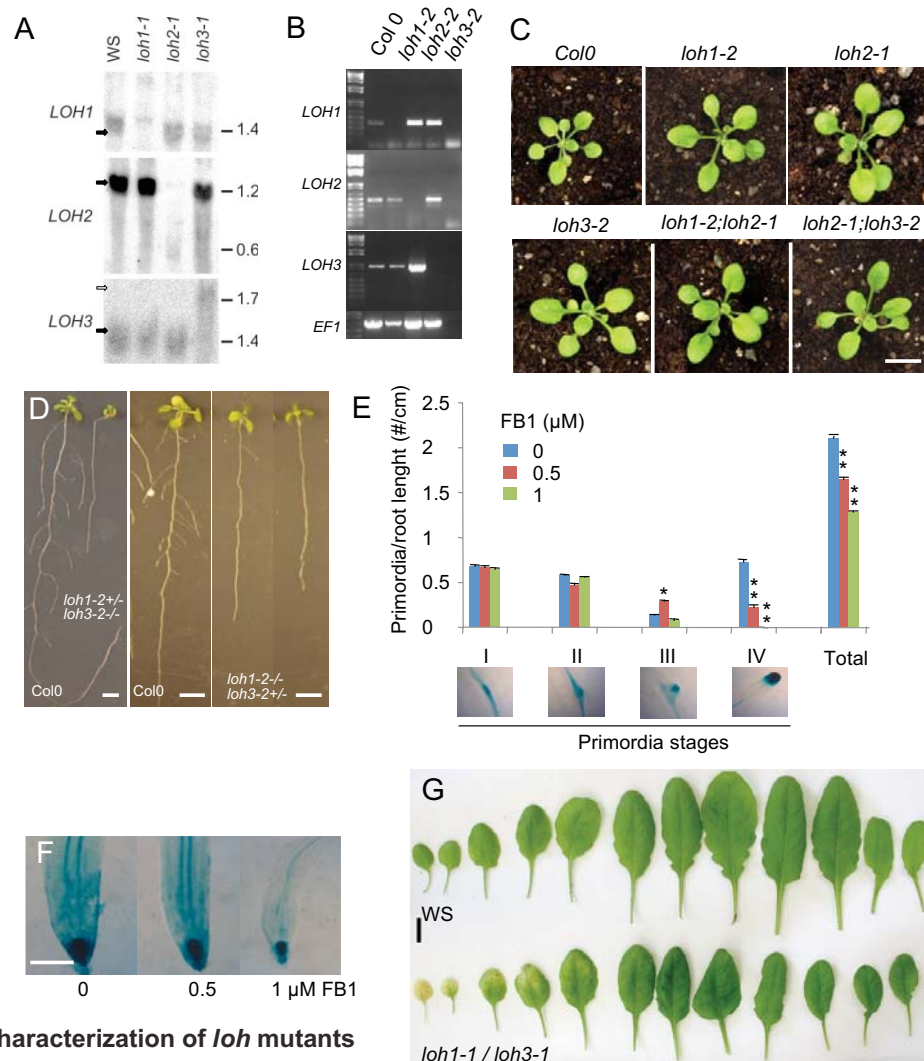 A
WS
loh1-1
loh2-1
loh3-1
LOH1
1.4
LOH2
1.2
0.6
LOH3
1.7
1.4
B
Col 0
loh1-2
loh2-2
loh3-2
LOH1
LOH2
LOH3
EF1
C
Col0
loh1-2
loh2-1
loh3-2
loh1-2;loh2-1
loh2-1;loh3-2
D
loh1-2+/-
loh3-2-/-
Col0
Col0
loh1-2-/-
loh3-2+/-
E
Primordia/root lenght (#/cm)
2.5
2
1.5
1
0.5
0
FB1 (µM)
0
0.5
1
*
**
**
**
**
I
II
III
IV
Total
Primordia stages
F
0
0.5
1 µM FB1
G
WS
loh1-1 / loh3-1
haracterization of loh mutants